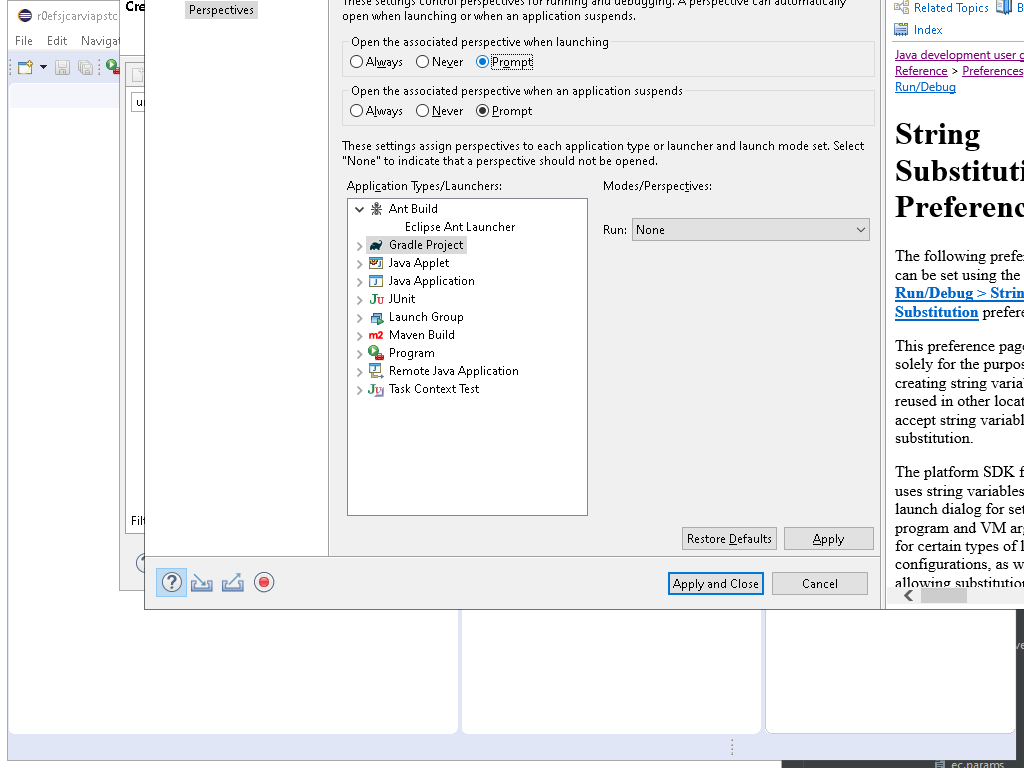 r0efsjcarviapstc
File Edit Navigat
Cre
Perspectives
These settings control perspectives for running and debugging. A perspective can automatically
open when launching or when an application suspends.
Open the associated perspective when launching
Always Never Prompt
Open the associated perspective when an application suspends
Always Never Prompt
These settings assign perspectives to each application type or launcher and launch mode set. Select
"None" to indicate that a perspective should not be opened.
Application Types/Launchers:
Modes/Perspectives:
Ant Build
Eclipse Ant Launcher
Gradle Project
Java Applet
Java Application
JUnit
Launch Group
Maven Build
Program
Remote Java Application
Task Context Test
Run: None
Restore Defaults Apply
Apply and Close Cancel
Filt
Related Topics B
Index
Java development user g
Reference > Preferences
Run/Debug
String
Substituti
Preferenc
The following prefer
can be set using the
Run/Debug > Strin
Substitution prefere
This preference page
solely for the purpos
creating string varial
reused in other locat
accept string variabl
substitution.
The platform SDK f
uses string variables
launch dialog for set
program and VM arg
for certain types of l
configurations, as w
allowing substitution
ec.params